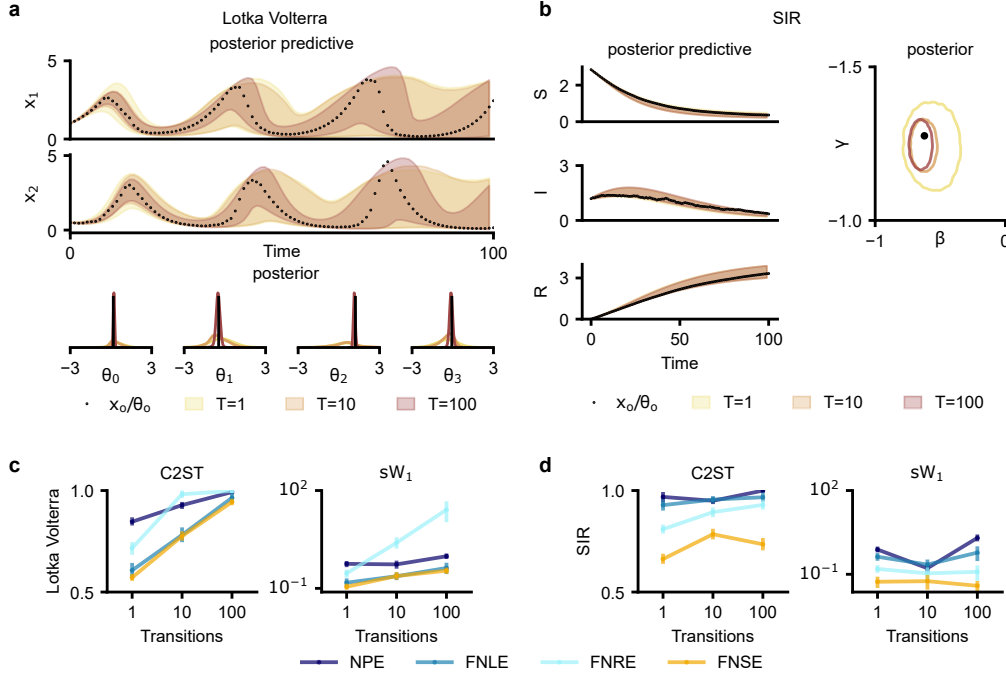 a
Lotka Volterra
posterior predictive
5
x₁
0
5
x₂
0
0
Time
100
posterior
−3 3 −3 3 −3 3 −3 3
θ₀ θ₁ θ₂ θ₃
xₒ/θₒ T=1 T=10 T=100
b
SIR
posterior predictive
2
S
0
3
I
0
3
R
0
0 50 100
Time
posterior
−1.5
γ
−1.0
−1 0
β
xₒ/θₒ T=1 T=10 T=100
c
C2ST
Lotka Volterra
1.0
0.5
1 10 100
Transitions
sW₁
10²
10⁻¹
1 10 100
Transitions
d
C2ST
SIR
1.0
0.5
1 10 100
Transitions
sW₁
10²
10⁻¹
1 10 100
Transitions
NPE FNLE FNRE FNSE